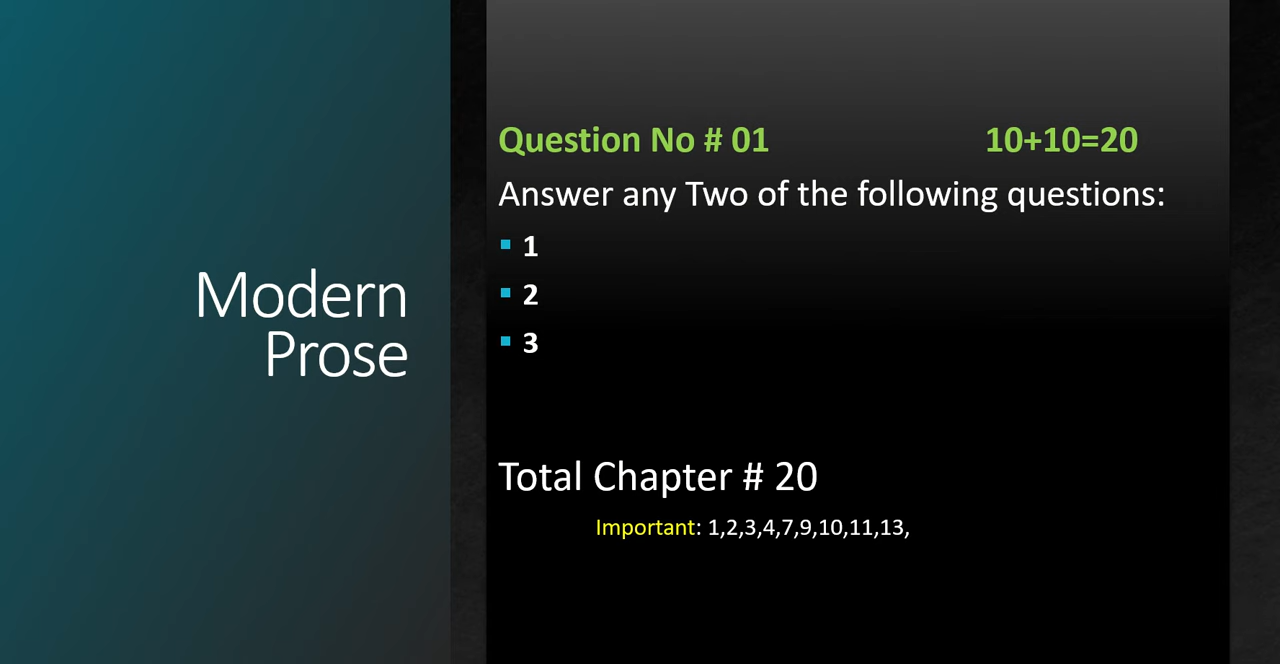 Modern
Prose
Question No # 01 10+10=20
Answer any Two of the following questions:
▪ 1
▪ 2
▪ 3
Total Chapter # 20
Important: 1,2,3,4,7,9,10,11,13,